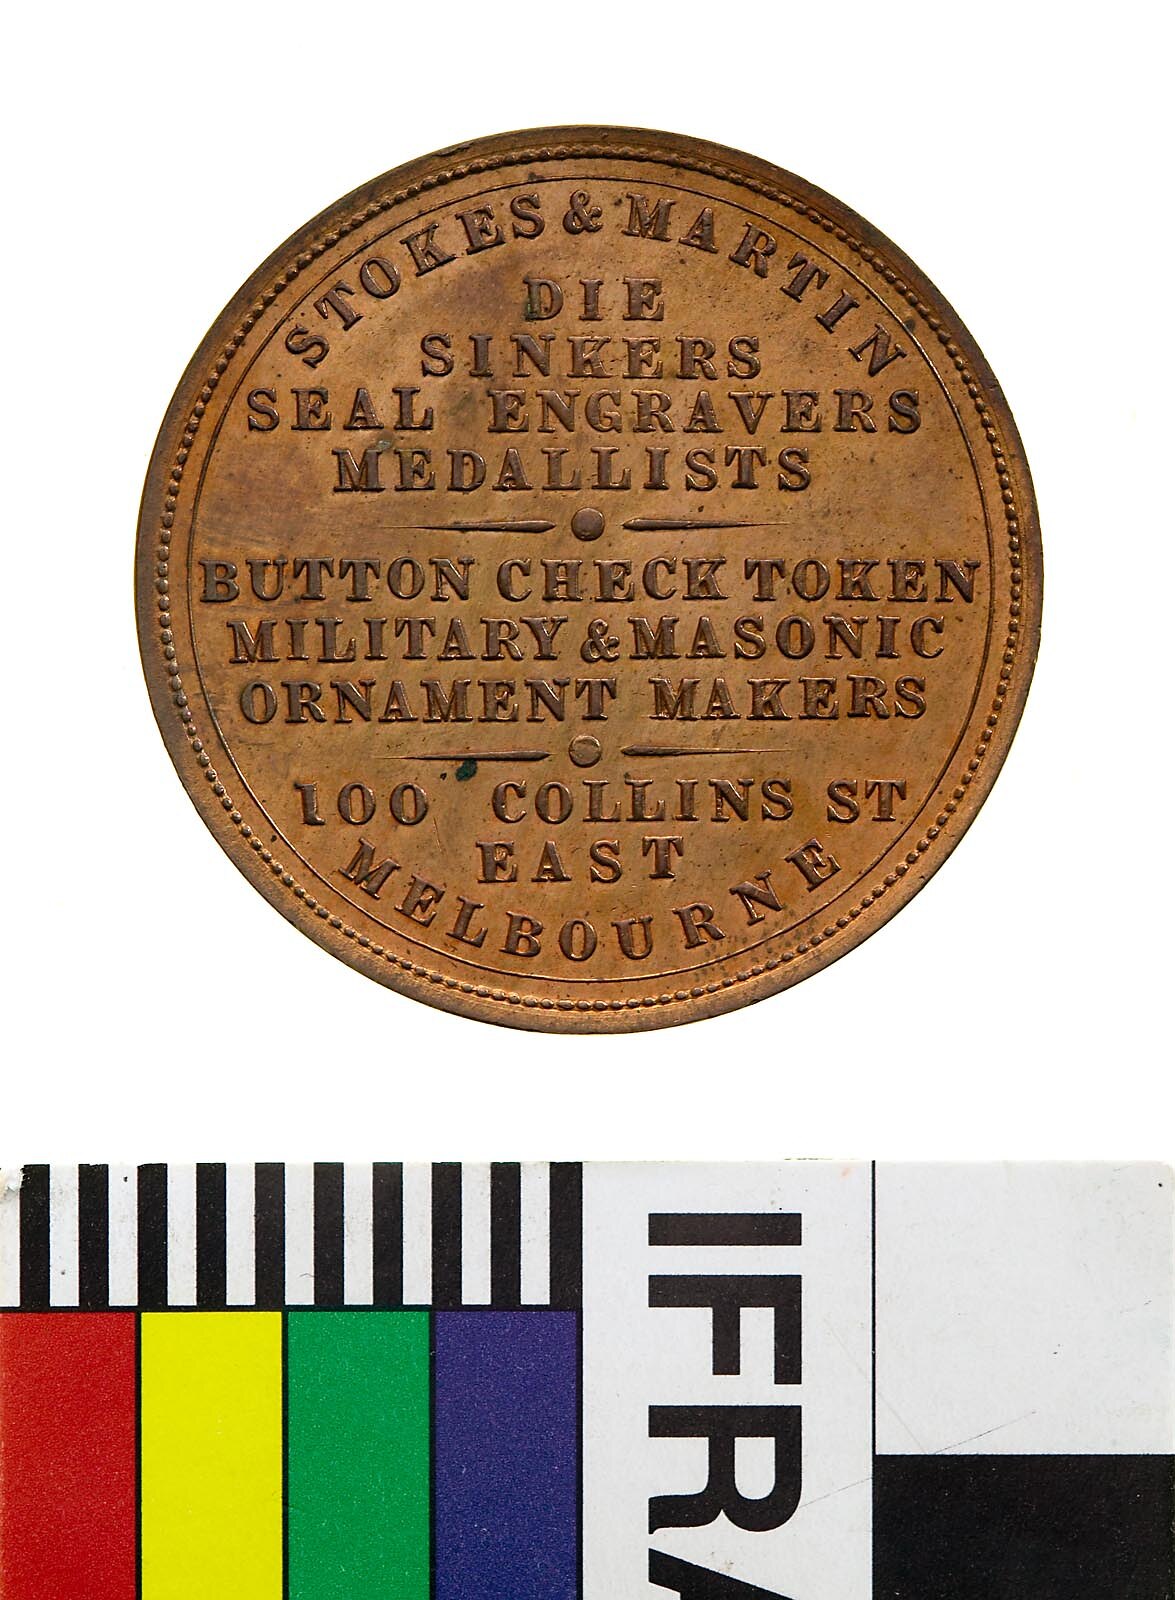 STOKES & MARTIN
DIE
SINKERS
SEAL ENGRAVERS
MEDALLISTS
BUTTON CHECK TOKEN
MILITARY & MASONIC
ORNAMENT MAKERS
100 COLLINS ST
EAST
MELBOURNE
IFRA